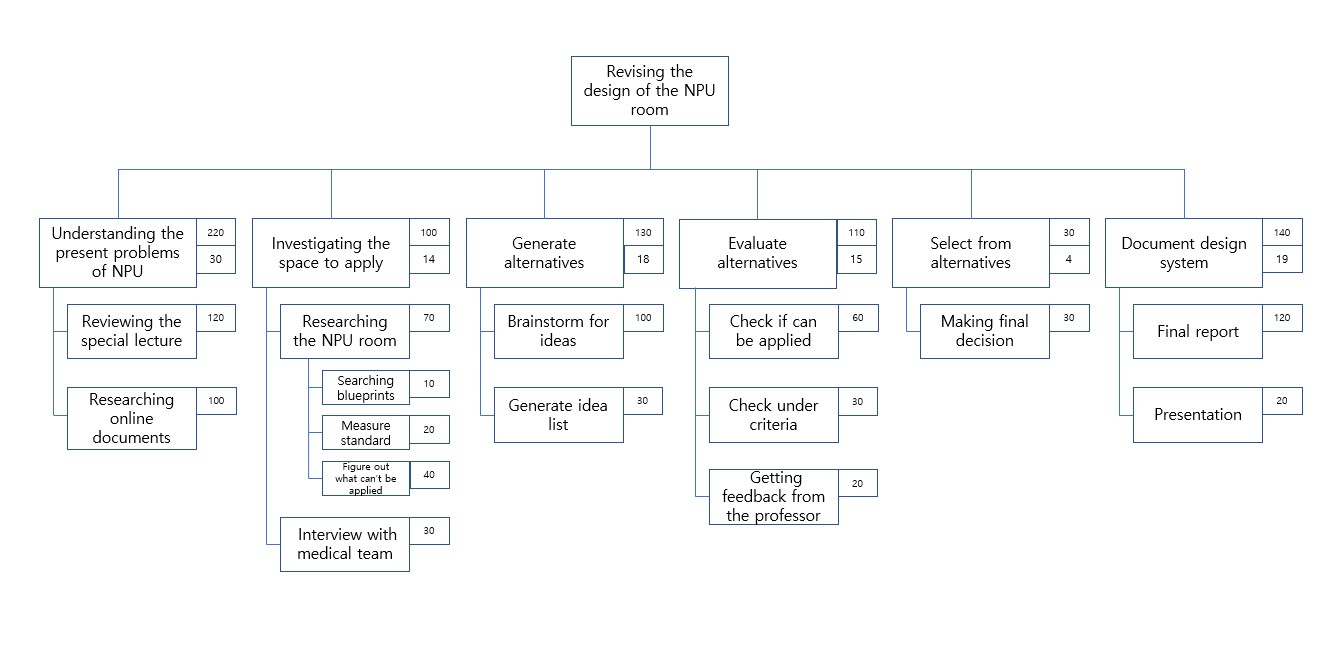 Revising the
design of the NPU
room
Understanding the
present problems
of NPU
220
30
Investigating the
space to apply
100
14
Generate
alternatives
130
18
Evaluate
alternatives
110
15
Select from
alternatives
30
4
Document design
system
140
19
Reviewing the
special lecture
120
Researching
online
documents
100
Researching
the NPU room
70
Searching
blueprints
10
Measure
standard
20
Figure out
what can't be
applied
40
Interview with
medical team
30
Brainstorm for
ideas
100
Generate idea
list
30
Check if can
be applied
60
Check under
criteria
30
Getting
feedback from
the professor
20
Making final
decision
30
Final report
120
Presentation
20